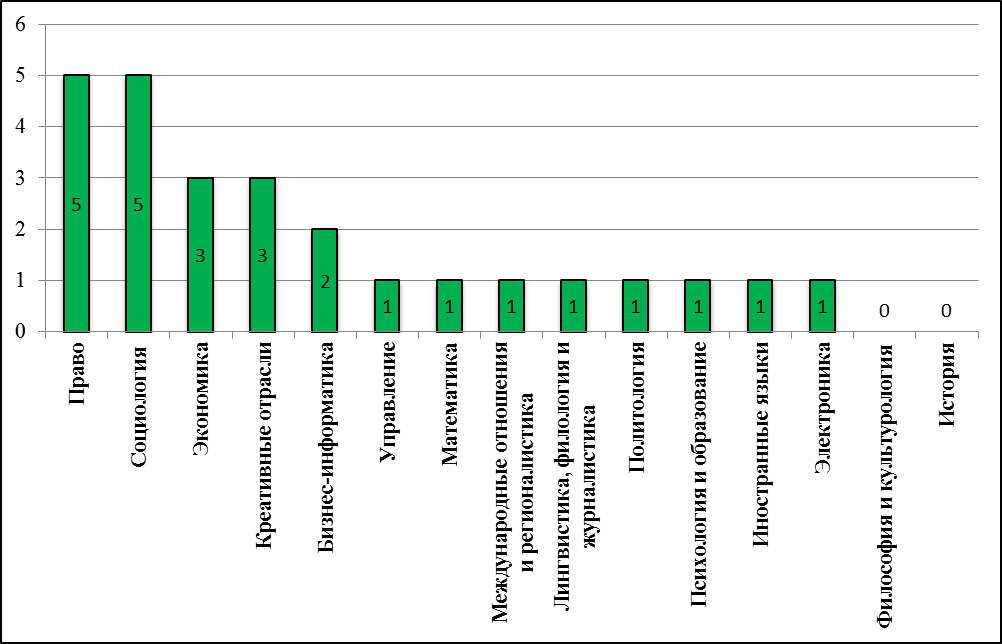 6
5
4
3
2
1
0
5
5
3
3
2
1
1
1
1
1
1
1
1
0
0
Право
Социология
Экономика
Креативные отрасли
Бизнес-информатика
Управление
Математика
Международные отношения
и регионалистика
Лингвистика, филология и
журналистика
Политология
Психология и образование
Иностранные языки
Электроника
Философия и культурология
История